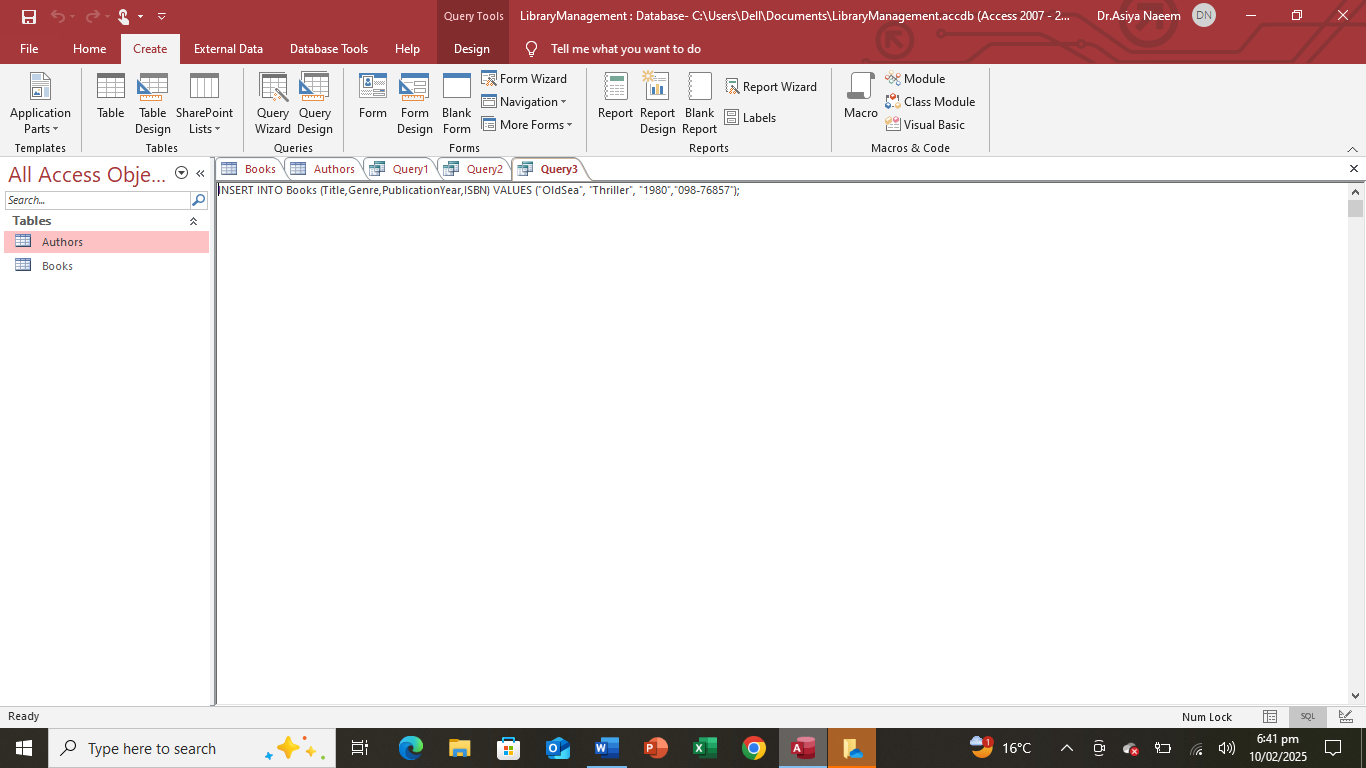 Query Tools
LibraryManagement : Database- C:\Users\Dell\Documents\LibraryManagement.accdb (Access 2007 - 2...
Dr.Asiya Naeem
DN
File
Home
Create
External Data
Database Tools
Help
Design
Tell me what you want to do
Application Parts
Table
Table Design
SharePoint Lists
Query Wizard
Query Design
Form
Form Design
Blank Form
Form Wizard
Navigation
More Forms
Report
Report Design
Blank Report
Report Wizard
Labels
Macro
Module
Class Module
Visual Basic
Templates
Tables
Queries
Forms
Reports
Macros & Code
All Access Obje...
Search...
Tables
Authors
Books
Books
Authors
Query1
Query2
Query3
INSERT INTO Books (Title,Genre,PublicationYear,ISBN) VALUES ("OldSea", "Thriller", "1980","098-76857");
Ready
Num Lock
SQL
Type here to search
1
16°C
6:41 pm
10/02/2025